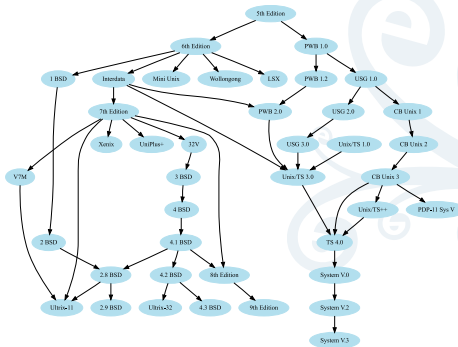 5th Edition
6th Edition
PWB 1.0
1 BSD
Interdata
Mini Unix
Wollongong
LSX
PWB 1.2
USG 1.0
7th Edition
PWB 2.0
USG 2.0
CB Unix 1
Xenix
UniPlus+
32V
USG 3.0
Unix/TS 1.0
CB Unix 2
V7M
3 BSD
Unix/TS 3.0
CB Unix 3
4 BSD
Unix/TS++
PDP-11 Sys V
2 BSD
4.1 BSD
TS 4.0
2.8 BSD
4.2 BSD
8th Edition
System V.0
Ultrix-11
2.9 BSD
Ultrix-32
4.3 BSD
9th Edition
System V.2
System V.3